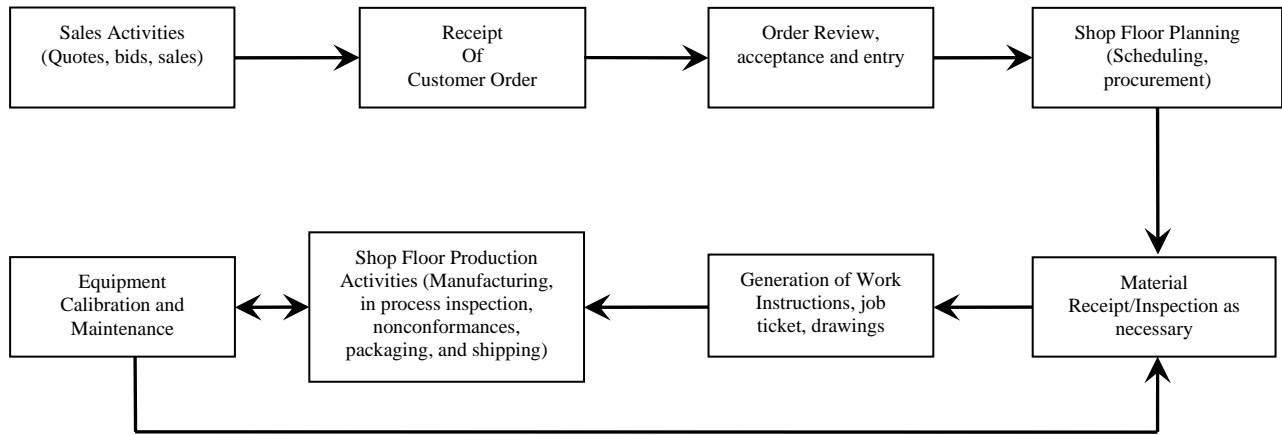 Sales Activities
(Quotes, bids, sales)
Receipt
Of
Customer Order
Order Review,
acceptance and entry
Shop Floor Planning
(Scheduling,
procurement)
Equipment
Calibration and
Maintenance
Shop Floor Production
Activities (Manufacturing,
in process inspection,
nonconformances,
packaging, and shipping)
Generation of Work
Instructions, job
ticket, drawings
Material
Receipt/Inspection as
necessary